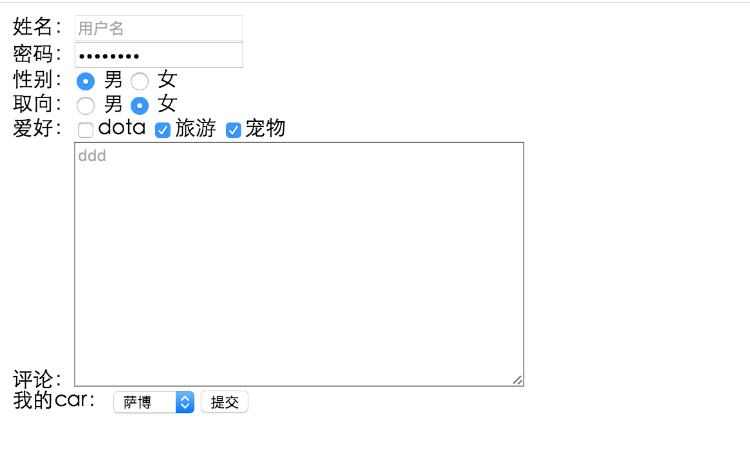 姓名： 用户名
密码： ••••••••
性别： 男 女
取向： 男 女
爱好： dota 旅游 宠物
ddd
评论：
我的car： 萨博 提交